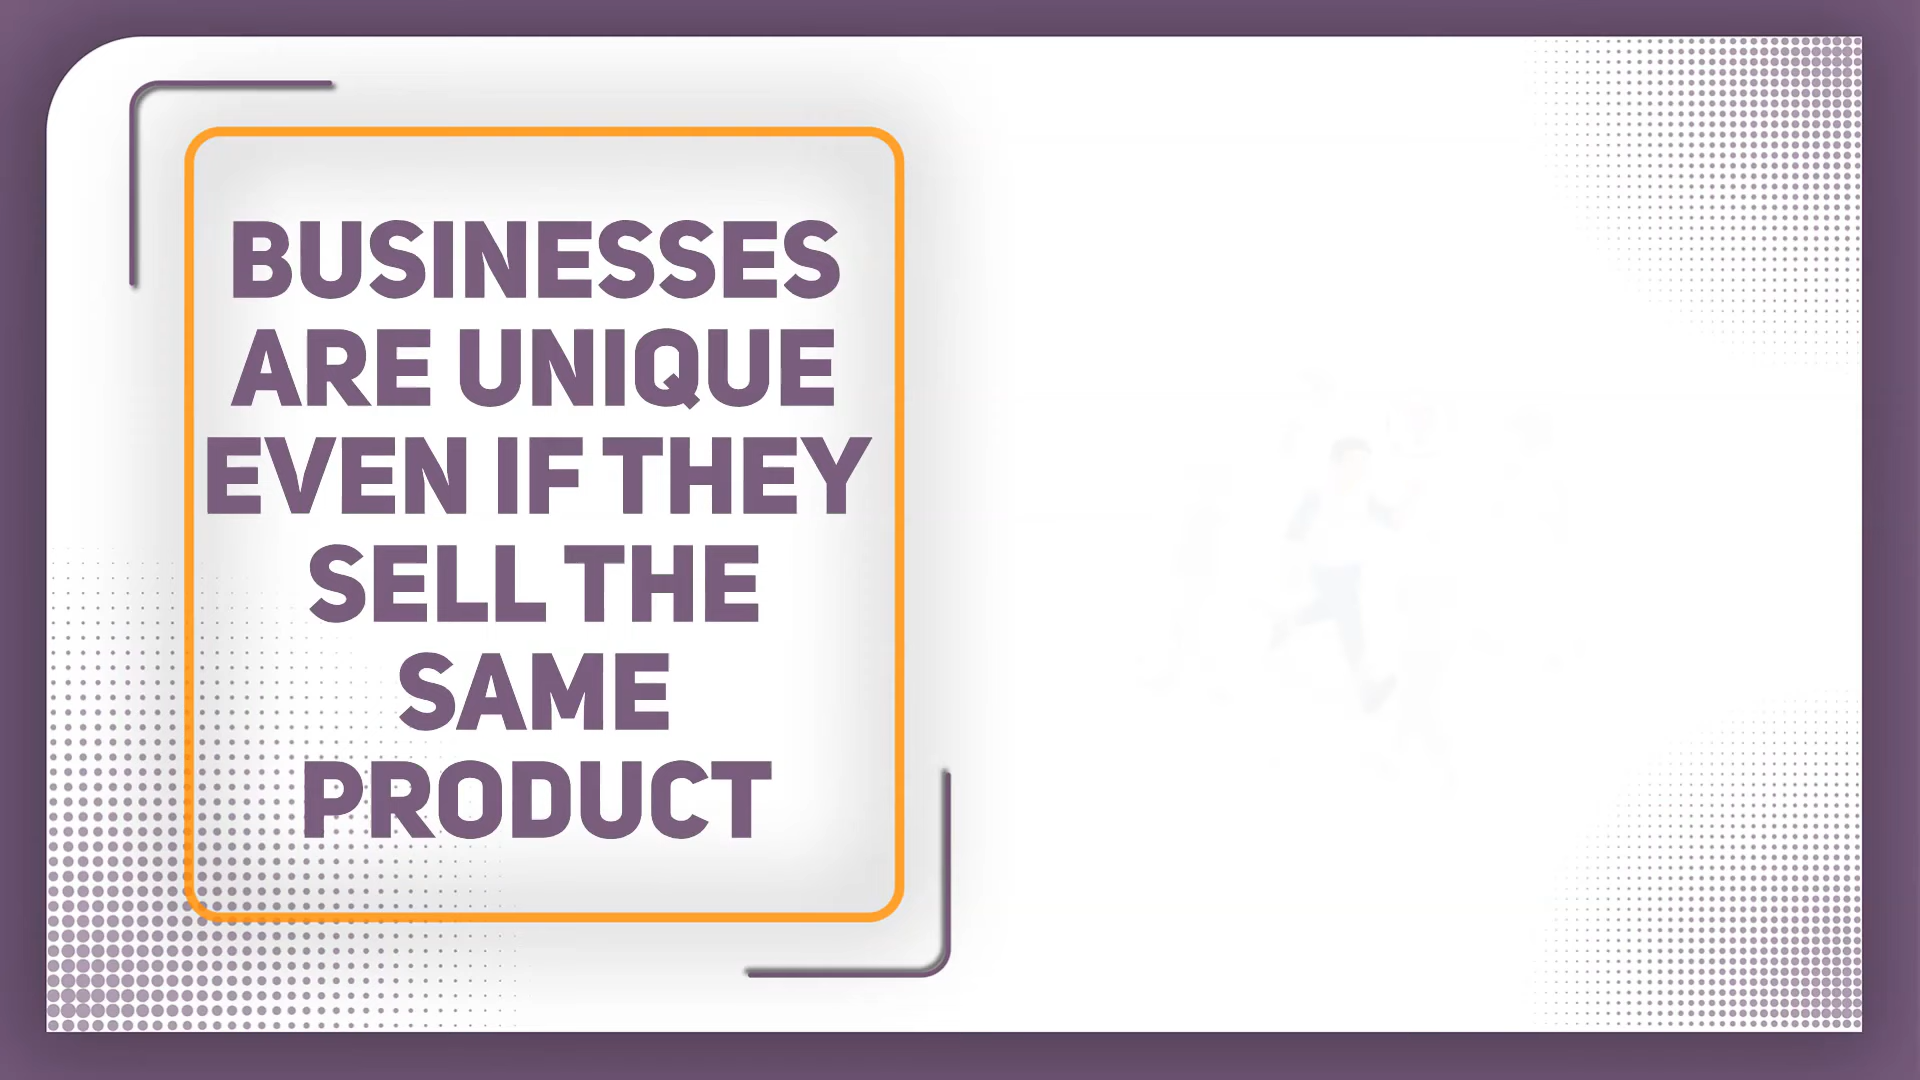 BUSINESSES
ARE UNIQUE
EVEN IF THEY
SELL THE
SAME
PRODUCT